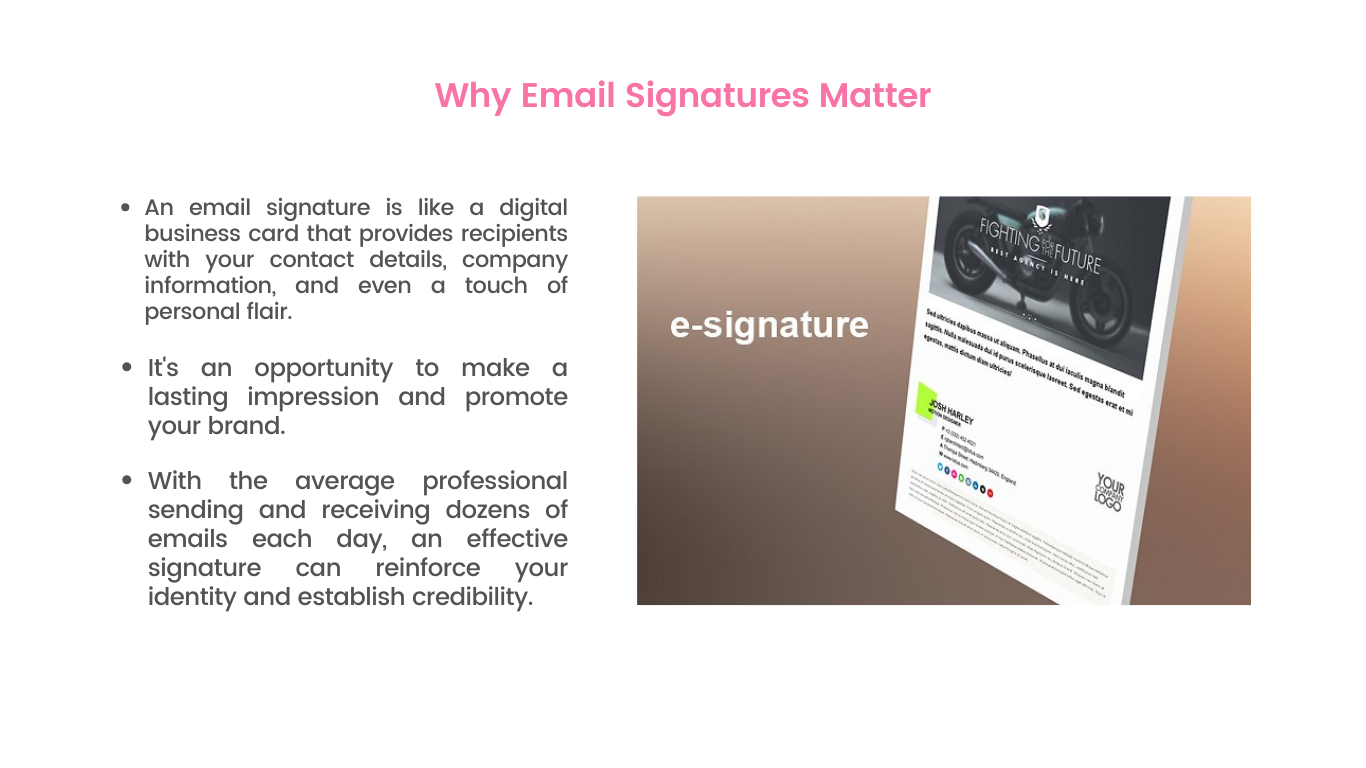 Why Email Signatures Matter
An email signature is like a digital
business card that provides recipients
with your contact details, company
information, and even a touch of
personal flair.
It's an opportunity to make a
lasting impression and promote
your brand.
With the average professional
sending and receiving dozens of
emails each day, an effective
signature can reinforce your
identity and establish credibility.
e-signature
FIGHTING FOR THE FUTURE
BEST AGENCY IS HERE
Sed ultricies dapibus massa ut aliquam. Phasellus at dui iaculis magna blandit
sagittis. Nulla malesuada dui id purus scelerisque laoreet. Sed egestas erat et mi
egestas, mattis dictum diam ultricies!
JOSH HARLEY
MOTION DESIGNER
YOUR
COMPANY
LOGO